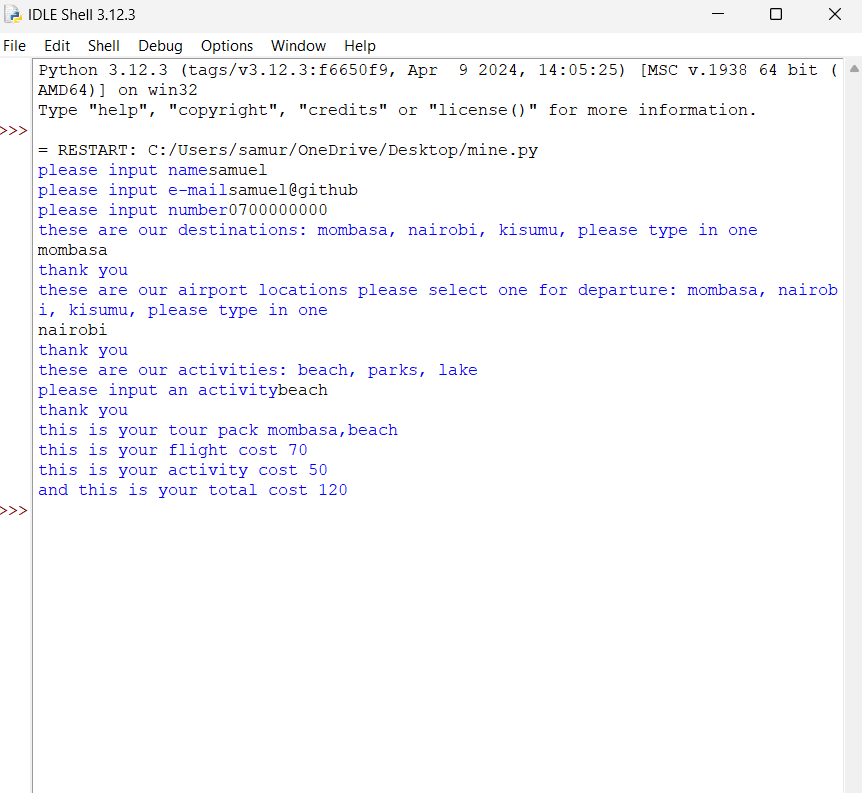 IDLE Shell 3.12.3
File Edit Shell Debug Options Window Help
Python 3.12.3 (tags/v3.12.3:f6650f9, Apr  9 2024, 14:05:25) [MSC v.1938 64 bit (
AMD64)] on win32
Type "help", "copyright", "credits" or "license()" for more information.
>>>
= RESTART: C:/Users/samur/OneDrive/Desktop/mine.py
please input namesamuel
please input e-mailsamuel@github
please input number0700000000
these are our destinations: mombasa, nairobi, kisumu, please type in one
mombasa
thank you
these are our airport locations please select one for departure: mombasa, nairob
i, kisumu, please type in one
nairobi
thank you
these are our activities: beach, parks, lake
please input an activitybeach
thank you
this is your tour pack mombasa,beach
this is your flight cost 70
this is your activity cost 50
and this is your total cost 120
>>>